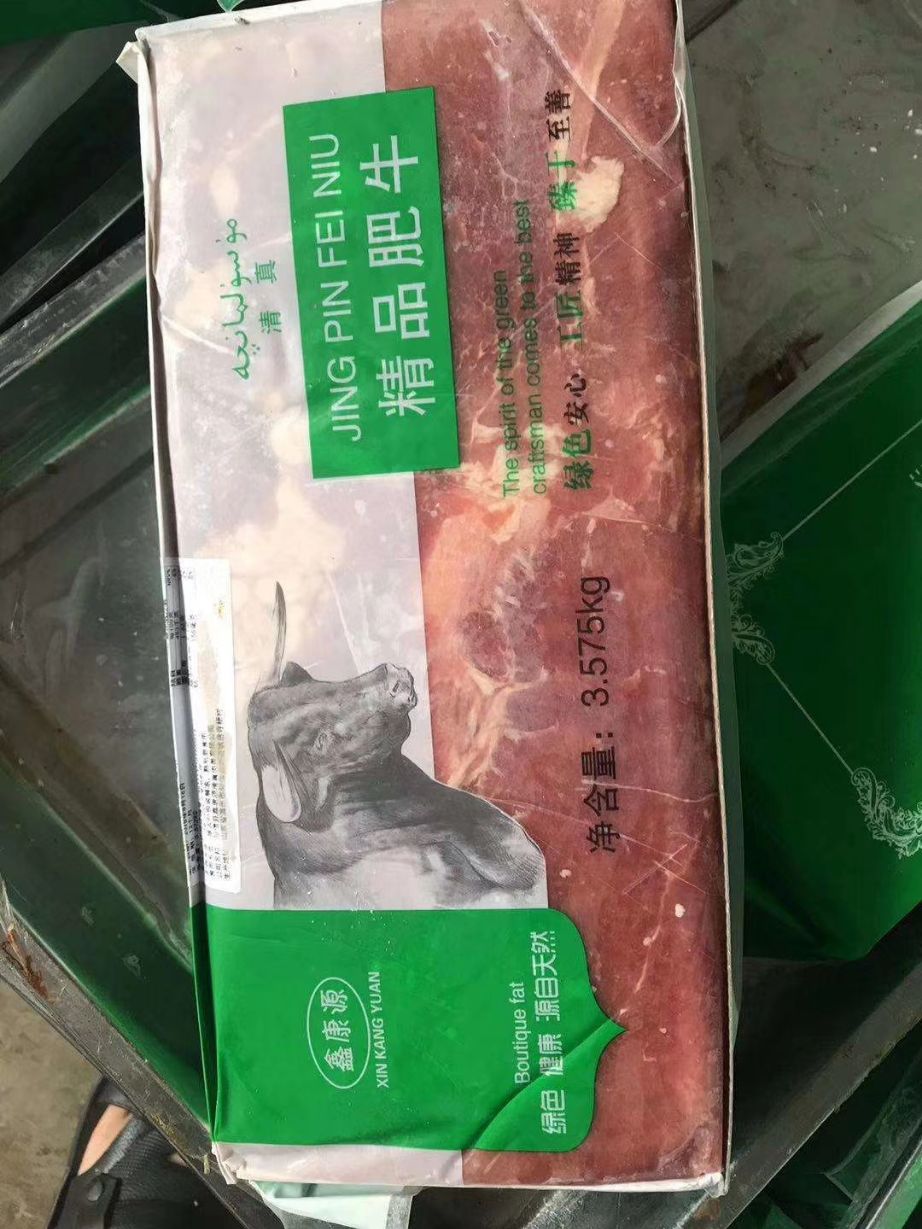 مۇسۇلمانچە
清 真
JING PIN FEI NIU
精品肥牛
The spirit of the green
craftsman comes to the best
绿色安心 工匠精神 臻于至善
净含量：3.575kg
鑫康源
XIN KANG YUAN
Boutique fat
绿色 健康 源自天然